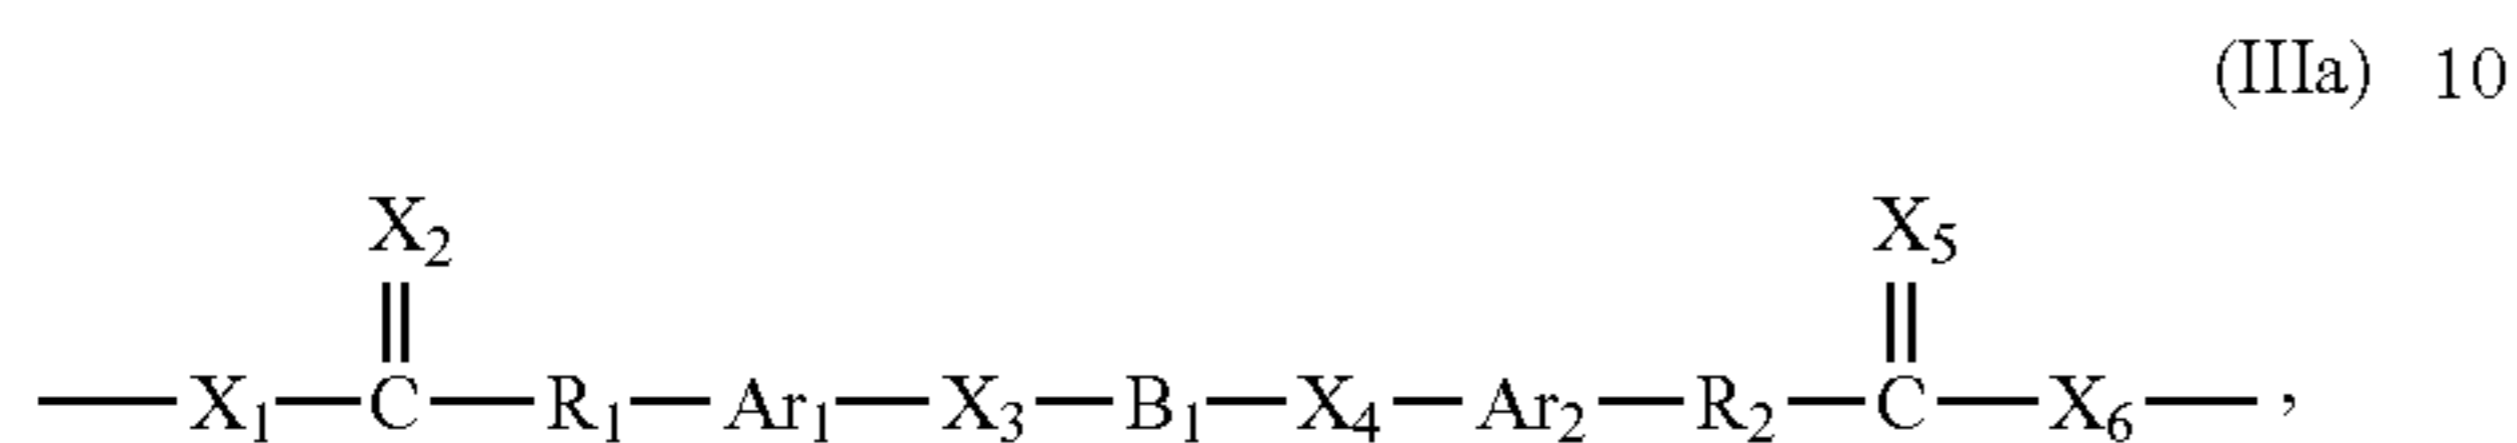 (IIIa) 10
X₂ X₅
—X₁—C—R₁—Ar₁—X₃—B₁—X₄—Ar₂—R₂—C—X₆—,